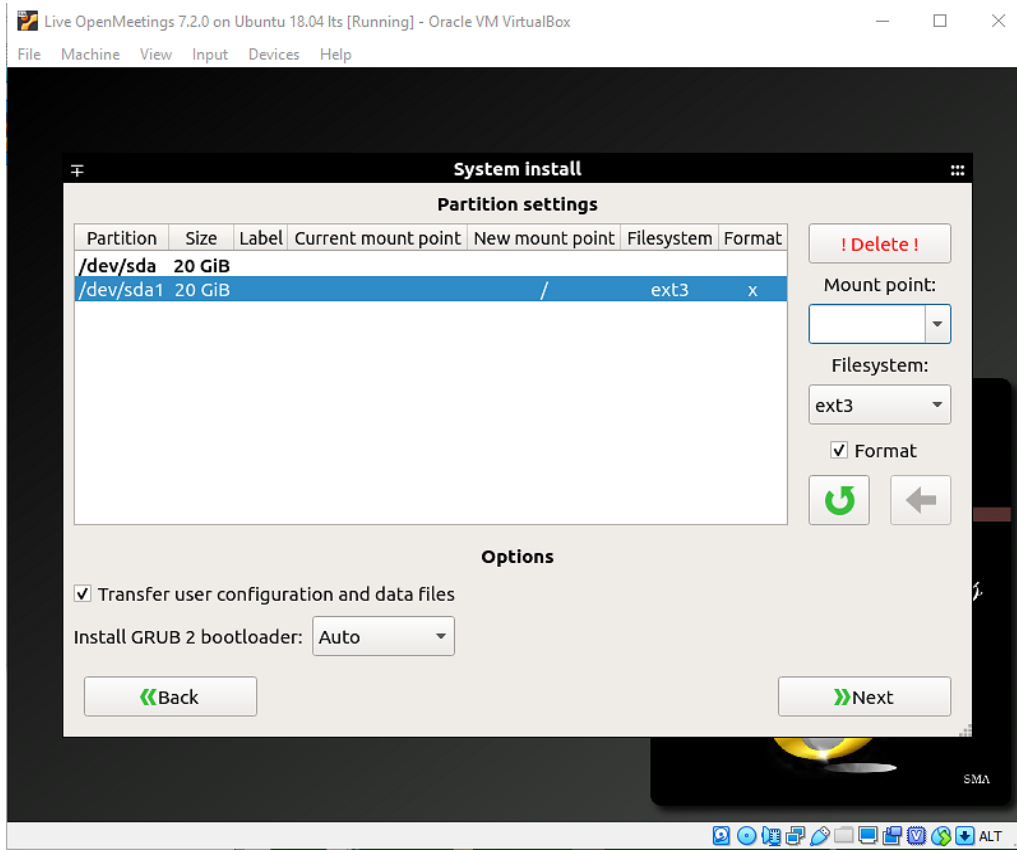 Live OpenMeetings 7.2.0 on Ubuntu 18.04 lts [Running] - Oracle VM VirtualBox
File Machine View Input Devices Help
System install
Partition settings
Partition Size Label Current mount point New mount point Filesystem Format
/dev/sda 20 GiB
/dev/sda1 20 GiB / ext3 x
! Delete !
Mount point:
Filesystem:
ext3
Format
Options
Transfer user configuration and data files
Install GRUB 2 bootloader: Auto
Back
Next
SMA
ALT